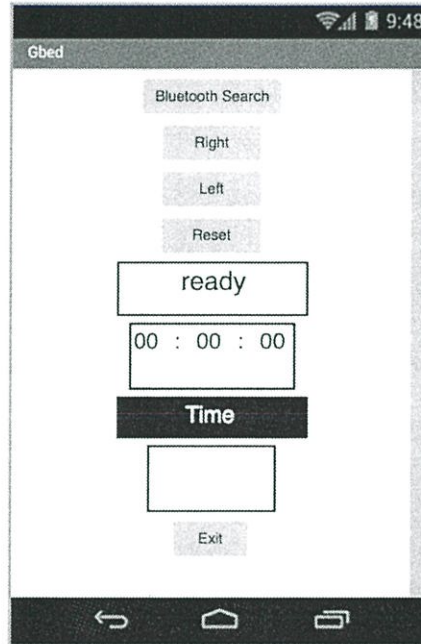 9:48
Gbed
Bluetooth Search
Right
Left
Reset
ready
00 : 00 : 00
Time
Exit